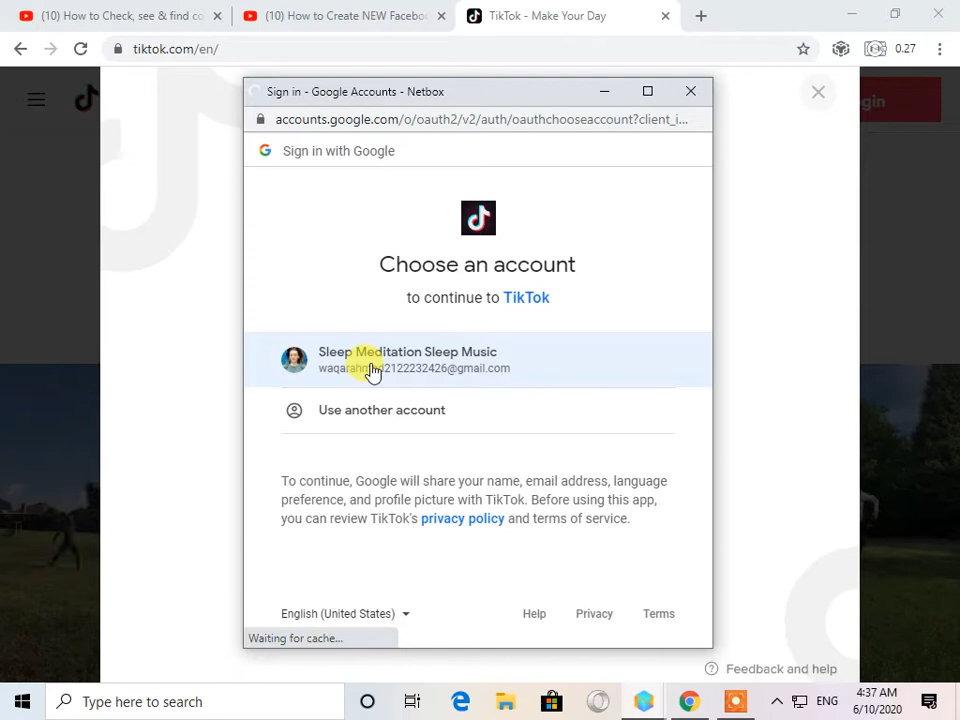 (10) How to Check, see & find co
(10) How to Create NEW Facebo
TikTok - Make Your Day
tiktok.com/en/
0.27
Sign in - Google Accounts - Netbox
accounts.google.com/o/oauth2/v2/auth/oauthchooseaccount?client_i...
Sign in with Google
Choose an account
to continue to TikTok
Sleep Meditation Sleep Music
Use another account
To continue, Google will share your name, email address, language
preference, and profile picture with TikTok. Before using this app,
you can review TikTok's privacy policy and terms of service.
English (United States)
Help
Privacy
Terms
Waiting for cache...
Feedback and help
Type here to search
ENG
4:37 AM
6/10/2020